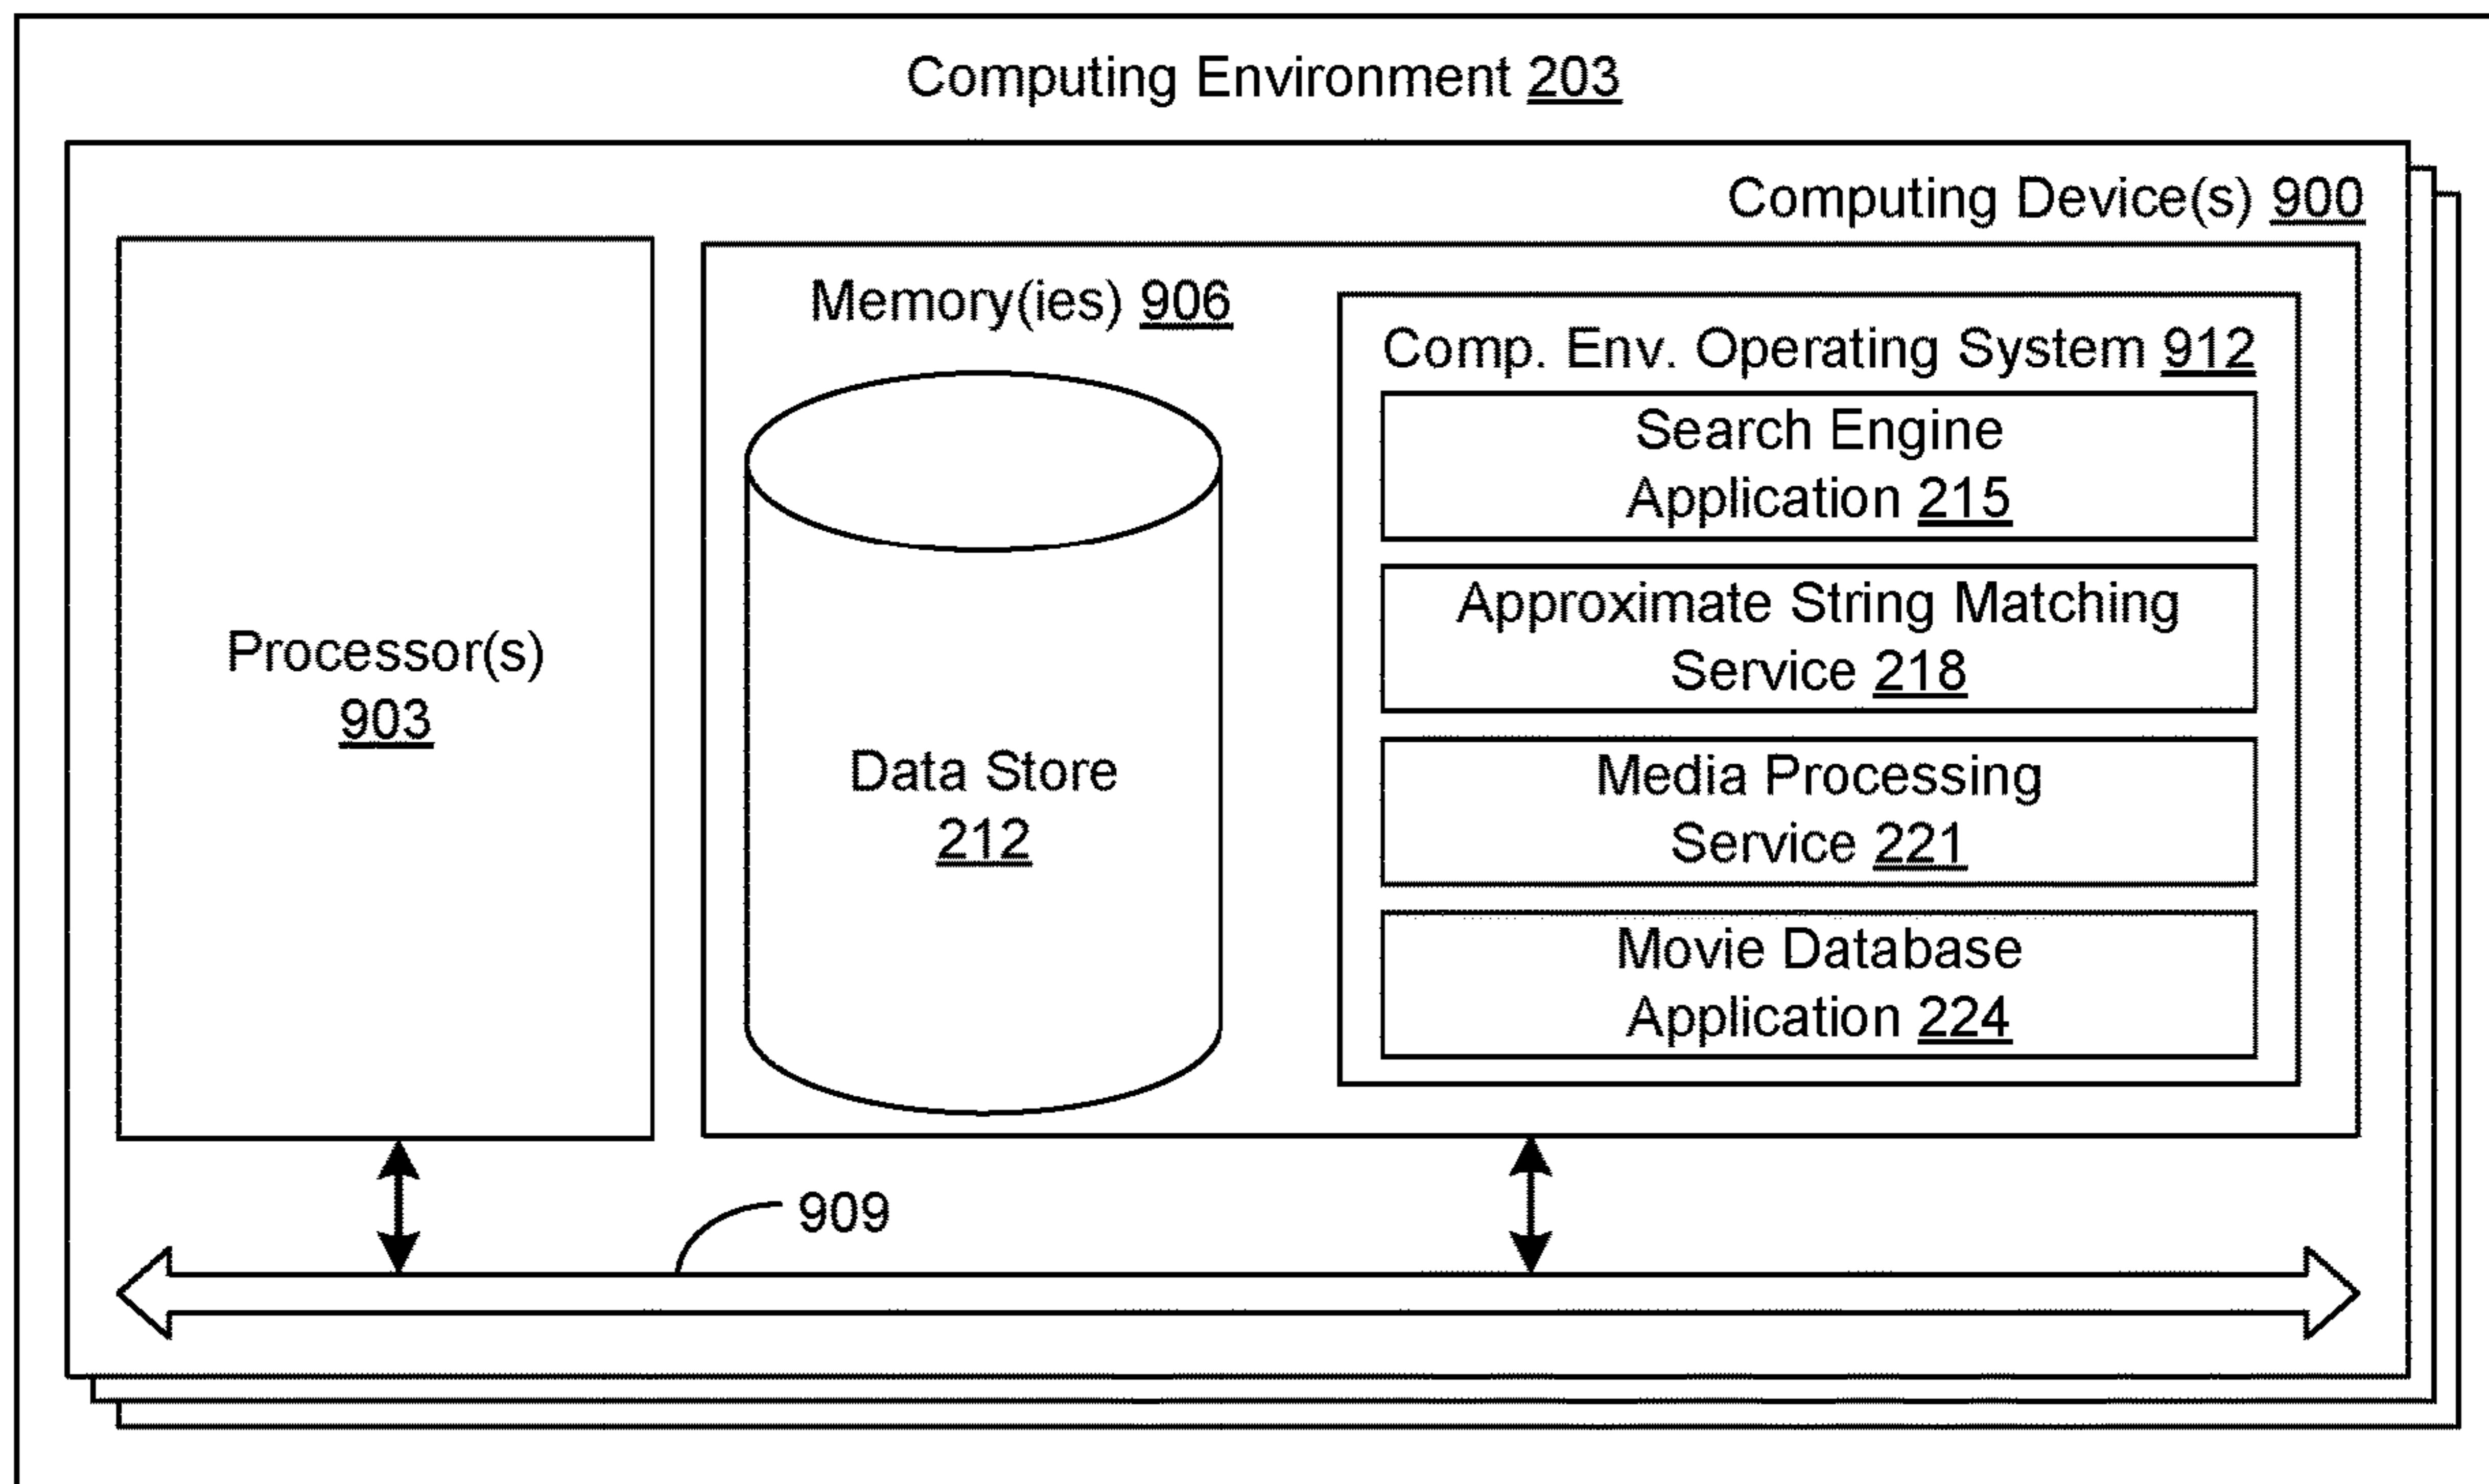 Computing Environment 203
Computing Device(s) 900
Processor(s)
903
Memory(ies) 906
Data Store
212
Comp. Env. Operating System 912
Search Engine
Application 215
Approximate String Matching
Service 218
Media Processing
Service 221
Movie Database
Application 224
909